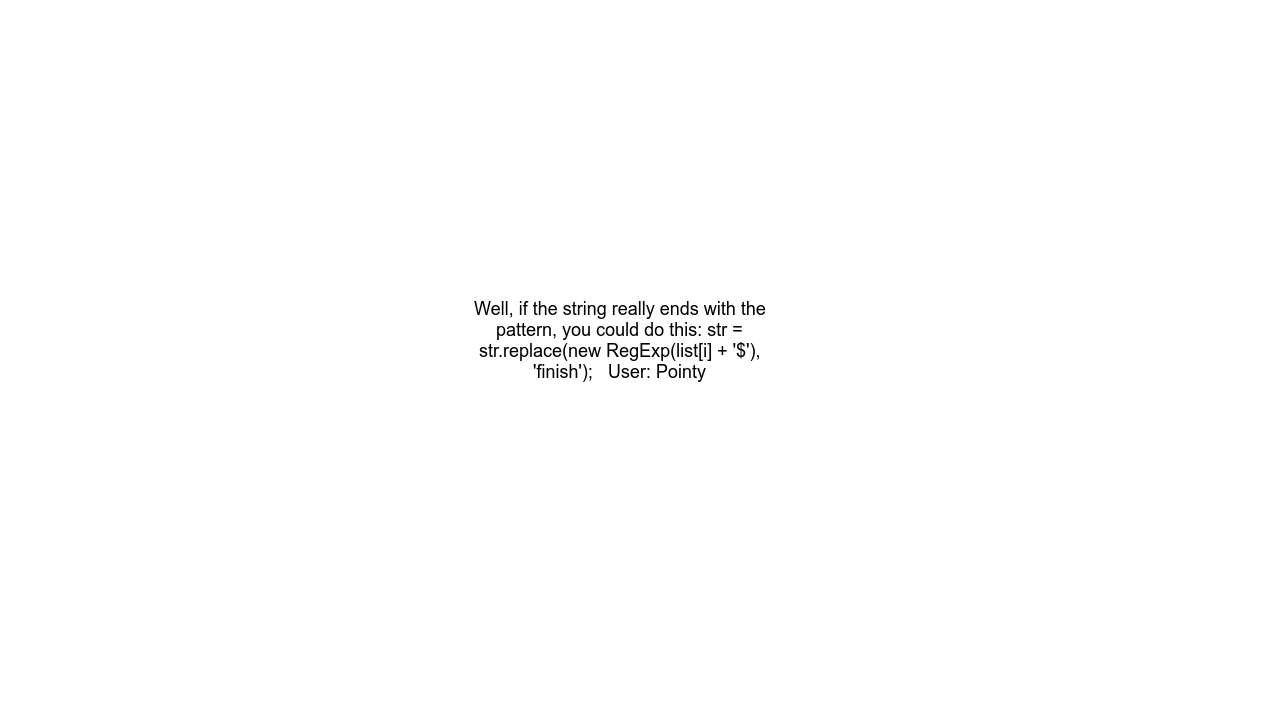 Well, if the string really ends with the
pattern, you could do this: str =
str.replace(new RegExp(list[i] + '$'),
'finish');   User: Pointy